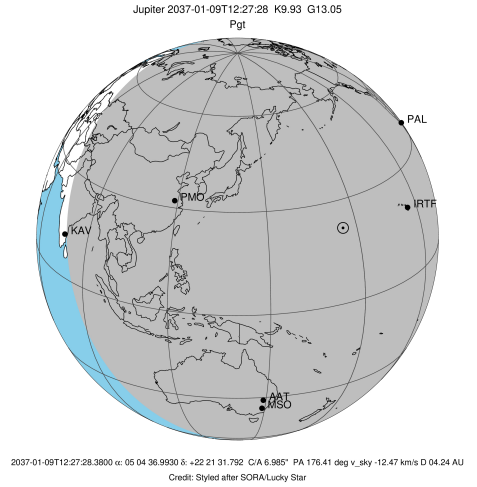 Jupiter 2037-01-09T12:27:28 K9.93 G13.05
Pgt
PAL
PMO
IRTF
KAV
AAT
MSO
2037-01-09T12:27:28.3800 α: 05 04 36.9930 δ: +22 21 31.792 C/A 6.985" PA 176.41 deg v_sky -12.47 km/s D 04.24 AU
Credit: Styled after SORA/Lucky Star